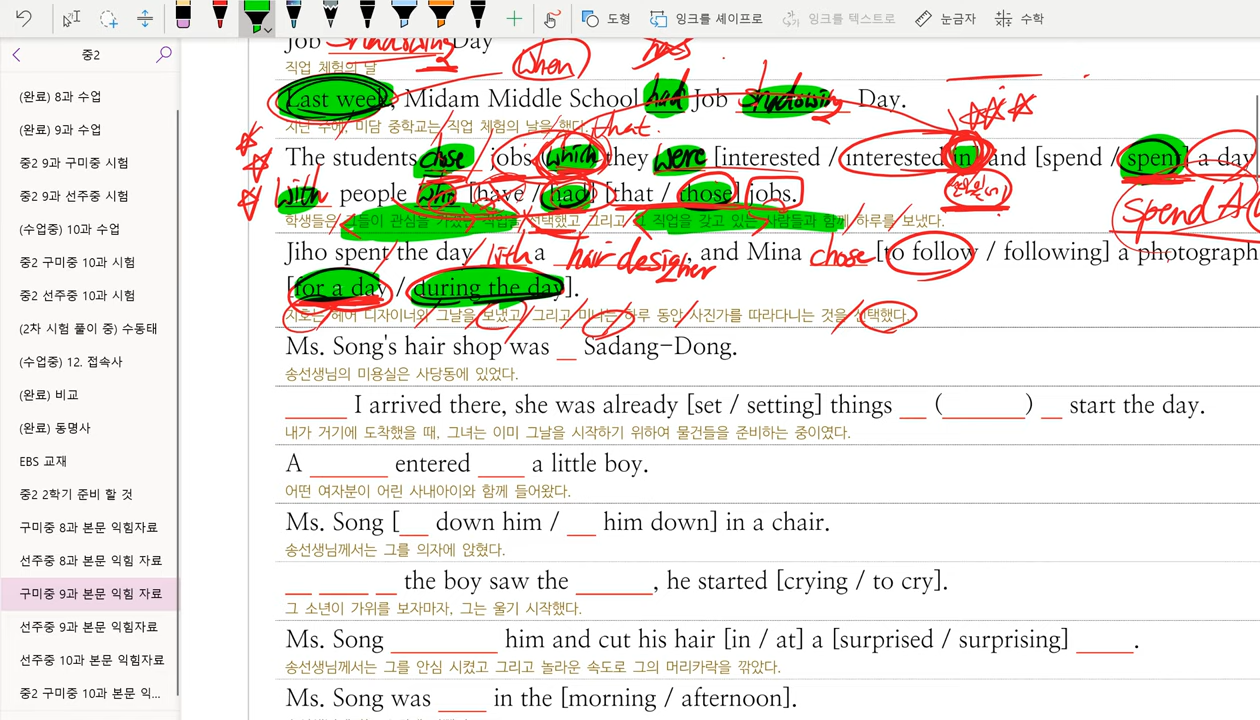 도형 잉크를 셰이프로 잉크를 텍스트로 눈금자 수학
중2
(완료) 8과 수업
(완료) 9과 수업
중2 9과 구미중 시험
중2 9과 선주중 시험
(수업중) 10과 수업
중2 구미중 10과 시험
중2 선주중 10과 시험
(2차 시험 풀이 중) 수동태
(수업중) 12. 접속사
(완료) 비교
(완료) 동명사
EBS 교재
중2 2학기 준비 할 것
구미중 8과 본문 익힘자료
선주중 8과 본문 익힘 자료
구미중 9과 본문 익힘 자료
선주중 9과 본문 익힘자료
선주중 10과 본문 익힘자료
중2 구미중 10과 본문 익...
Job Shadowing Day
직업 체험의 날
when
Last week, Midam Middle School had Job Shadowing Day.
지난 주에, 미담 중학교는 직업 체험의 날을 했다.
that.
The students chose jobs which they were [interested / interested in] and [spend / spent] a day
with people who [have / had] [that / those] jobs.
학생들은 그들이 관심을 가졌던 직업을 선택했고 그리고 그 직업을 갖고 있는 사람들과 함께 하루를 보냈다.
Jiho spent the day with a hair designer, and Mina chose [to follow / following] a photograph
[for a day / during the day].
지호는 헤어 디자이너와 그날을 보냈고 그리고 미나는 하루 동안 사진가를 따라다니는 것을 선택했다.
Ms. Song's hair shop was __ Sadang-Dong.
송선생님의 미용실은 사당동에 있었다.
_____ I arrived there, she was already [set / setting] things __ (______) __ start the day.
내가 거기에 도착했을 때, 그녀는 이미 그날을 시작하기 위하여 물건들을 준비하는 중이였다.
A ______ entered ____ a little boy.
어떤 여자분이 어린 사내아이와 함께 들어왔다.
Ms. Song [__ down him / __ him down] in a chair.
송선생님께서는 그를 의자에 앉혔다.
__ ____ __ the boy saw the ______, he started [crying / to cry].
그 소년이 가위를 보자마자, 그는 울기 시작했다.
Ms. Song ________ him and cut his hair [in / at] a [surprised / surprising] _____.
송선생님께서는 그를 안심 시켰고 그리고 놀라운 속도로 그의 머리카락을 깎았다.
Ms. Song was ____ in the [morning / afternoon].